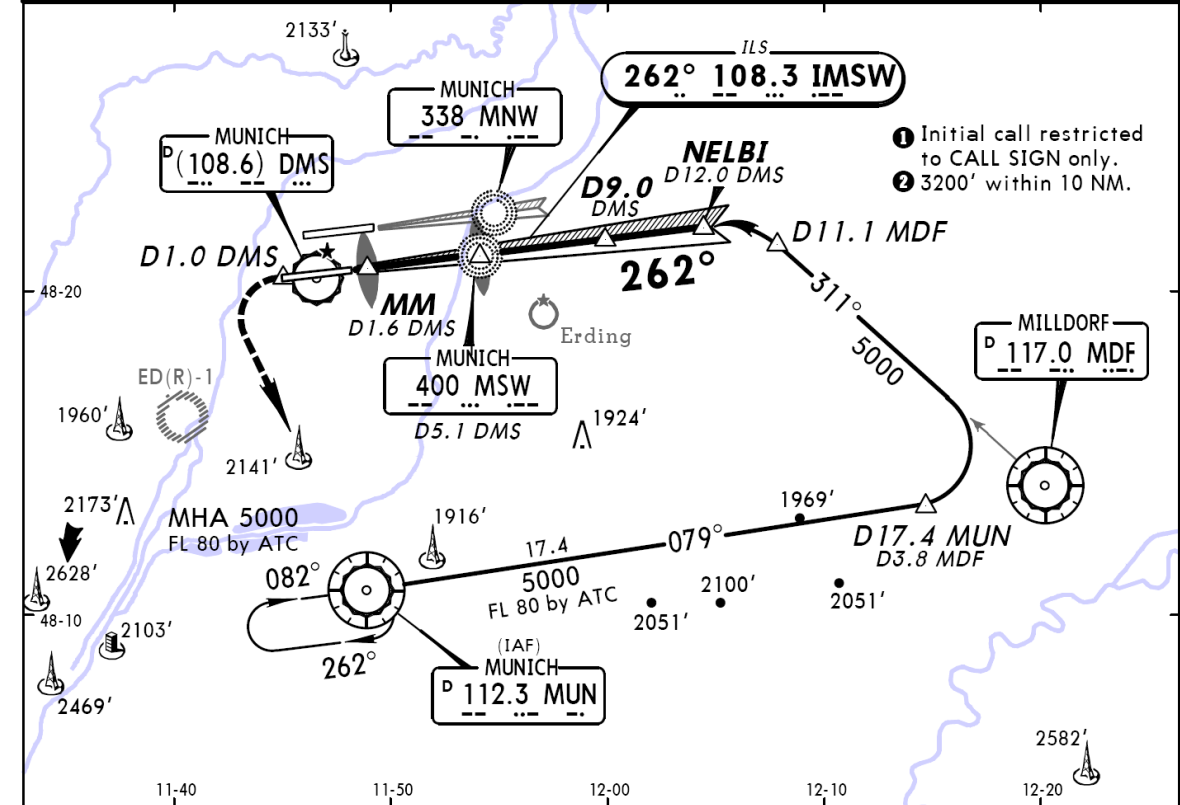 2133'
ILS
262° 108.3 IMSW
MUNICH
338 MNW
MUNICH
D (108.6) DMS
❶ Initial call restricted
to CALL SIGN only.
❷ 3200' within 10 NM.
NELBI
D12.0 DMS
D9.0
DMS
D11.1 MDF
D1.0 DMS
262°
48-20
MM
D1.6 DMS
311°
5000
Erding
MILLDORF
D 117.0 MDF
MUNICH
400 MSW
D5.1 DMS
ED(R)-1
1960'
1924'
2141'
2173'
MHA 5000
FL 80 by ATC
1916'
1969'
D17.4 MUN
D3.8 MDF
079°
17.4
5000
FL 80 by ATC
2628'
082°
2100'
2051'
2051'
48-10
2103'
262°
(IAF)
MUNICH
D 112.3 MUN
2469'
2582'
11-40
11-50
12-00
12-10
12-20